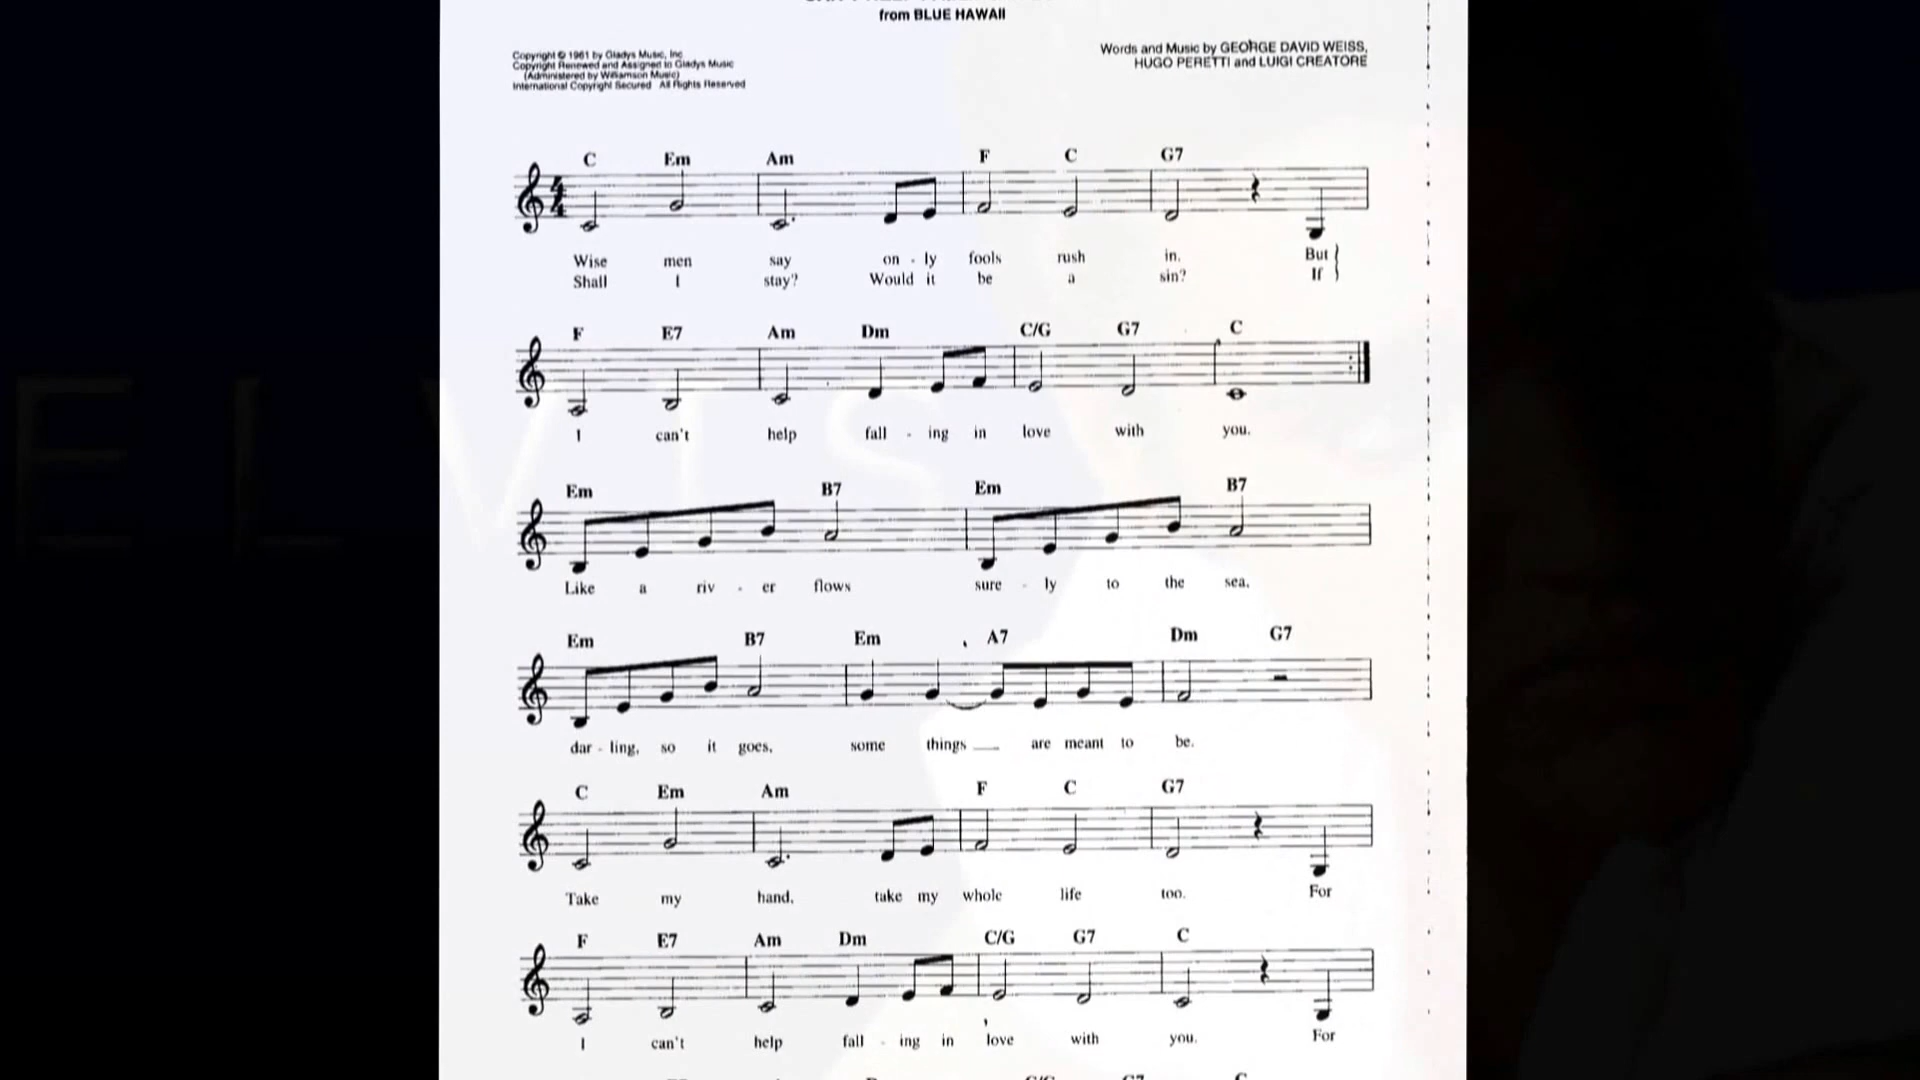 from BLUE HAWAII
Copyright © 1961 by Gladys Music, Inc.
Copyright Renewed and Assigned to Gladys Music
(Administered by Williamson Music)
International Copyright Secured All Rights Reserved
Words and Music by GEORGE DAVID WEISS,
HUGO PERETTI and LUIGI CREATORE
C Em Am F C G7
4
4
Wise men say on - ly fools rush in. But
Shall I stay? Would it be a sin? If
F E7 Am Dm C/G G7 C
I can't help fall - ing in love with you.
Em B7 Em B7
Like a riv - er flows sure - ly to the sea,
Em B7 Em A7 Dm G7
dar - ling, so it goes, some things are meant to be.
C Em Am F C G7
Take my hand, take my whole life too. For
F E7 Am Dm C/G G7 C
I can't help fall - ing in love with you. For
ELVIS